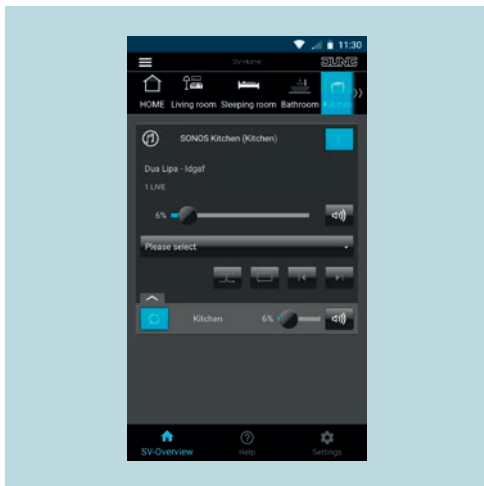 11:30
SV-Home
JUNG
HOME Living room Sleeping room Bathroom Kitchen
SONOS Kitchen (Kitchen)
Dua Lipa - Idgaf
1 LIVE
6%
Please select
Kitchen 6%
SV-Overview Help Settings